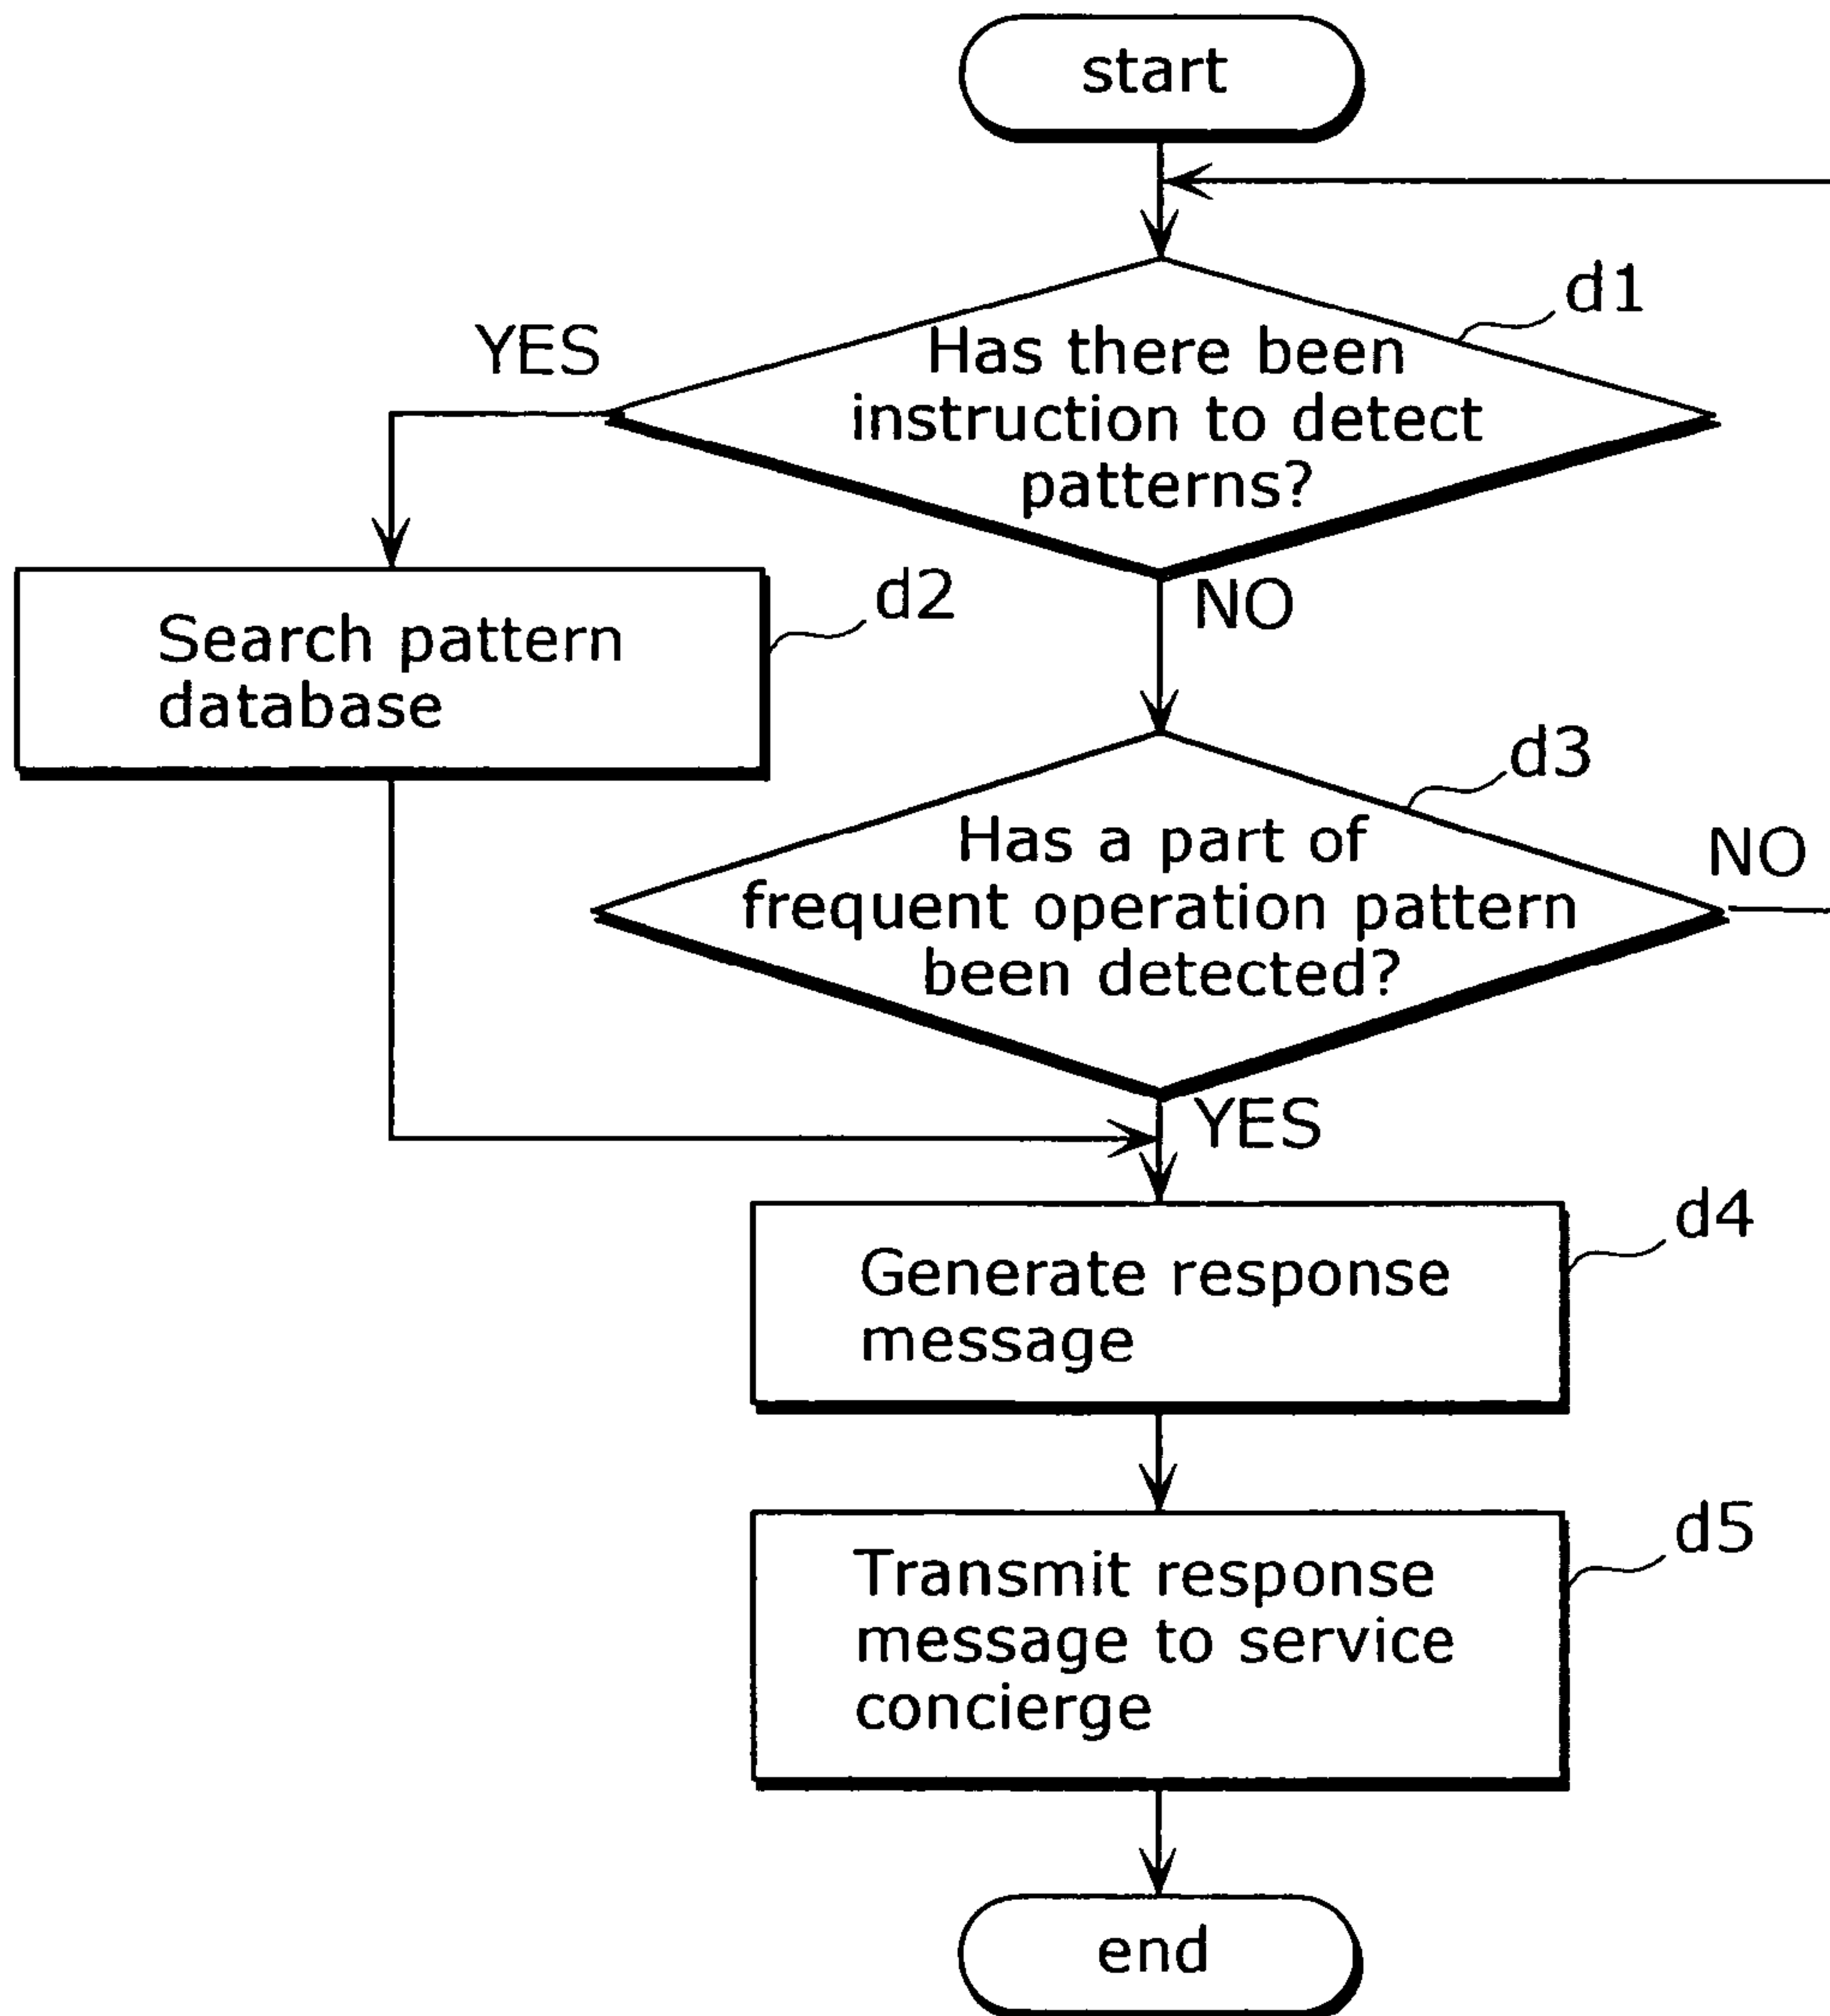 start
d1
YES
Has there been
instruction to detect
patterns?
d2
NO
Search pattern
database
d3
Has a part of
frequent operation pattern
been detected?
NO
YES
d4
Generate response
message
d5
Transmit response
message to service
concierge
end